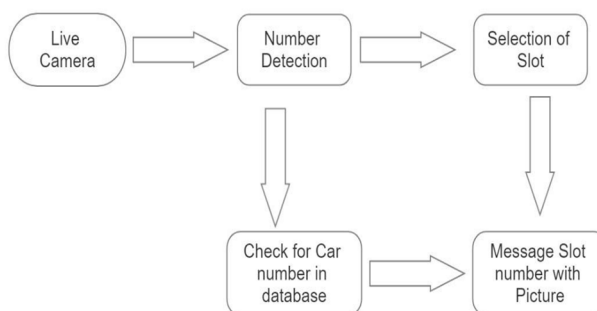 Live
Camera
Number
Detection
Selection of
Slot
Check for Car
number in
database
Message Slot
number with
Picture